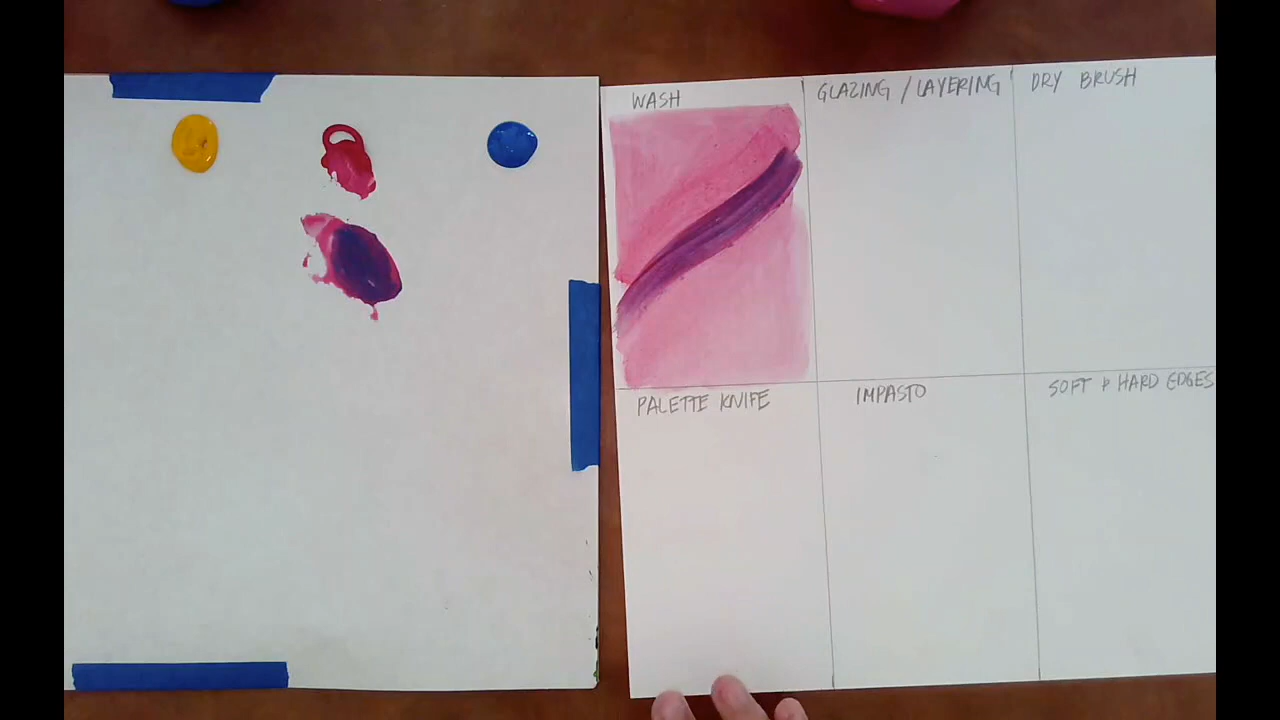 WASH
GLAZING / LAYERING
DRY BRUSH
PALETTE KNIFE
IMPASTO
SOFT & HARD EDGES